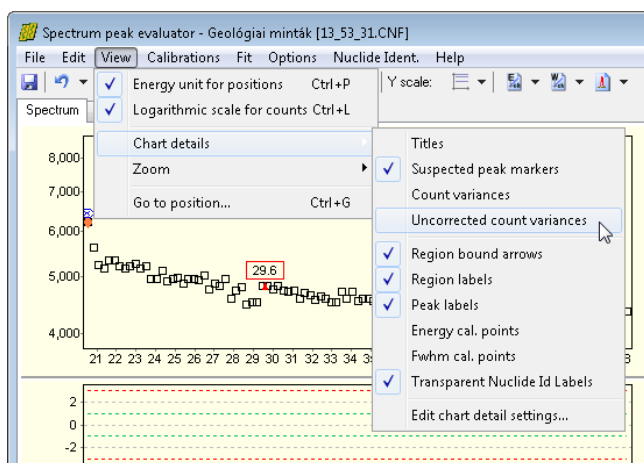 Spectrum peak evaluator - Geológiai minták [13_53_31.CNF]
File Edit View Calibrations Fit Options Nuclide Ident. Help
Y scale:
Spectrum
Energy unit for positions Ctrl+P
Logarithmic scale for counts Ctrl+L
Chart details
Zoom
Go to position... Ctrl+G
Titles
Suspected peak markers
Count variances
Uncorrected count variances
Region bound arrows
Region labels
Peak labels
Energy cal. points
Fwhm cal. points
Transparent Nuclide Id Labels
Edit chart detail settings...
8,000
7,000
6,000
5,000
4,000
29.6
21 22 23 24 25 26 27 28 29 30 31 32 33 34
2
0
-2